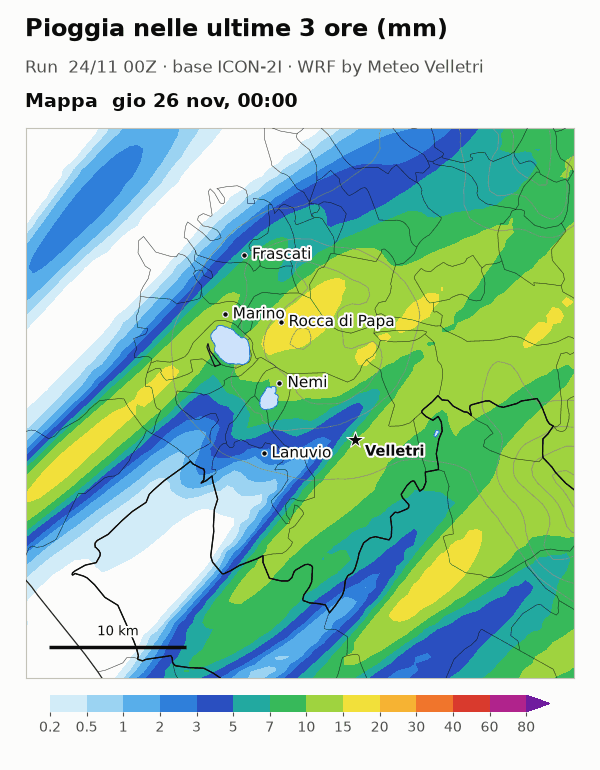 Pioggia nelle ultime 3 ore (mm)
Run 24/11 00Z · base ICON-2I · WRF by Meteo Velletri
Mappa gio 26 nov, 00:00
Frascati
Marino
Rocca di Papa
Nemi
Velletri
Lanuvio
10 km
0.2 0.5 1 2 3 5 7 10 15 20 30 40 60 80